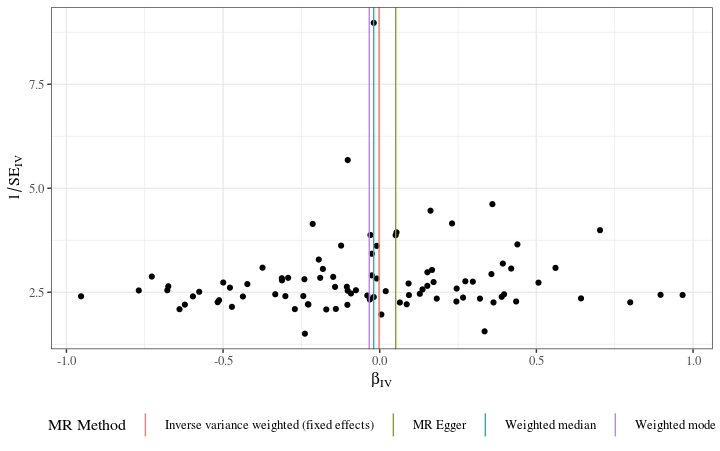 7.5
5.0
2.5
1/SE_IV
-1.0 -0.5 0.0 0.5 1.0
β_IV
MR Method Inverse variance weighted (fixed effects) MR Egger Weighted median Weighted mode